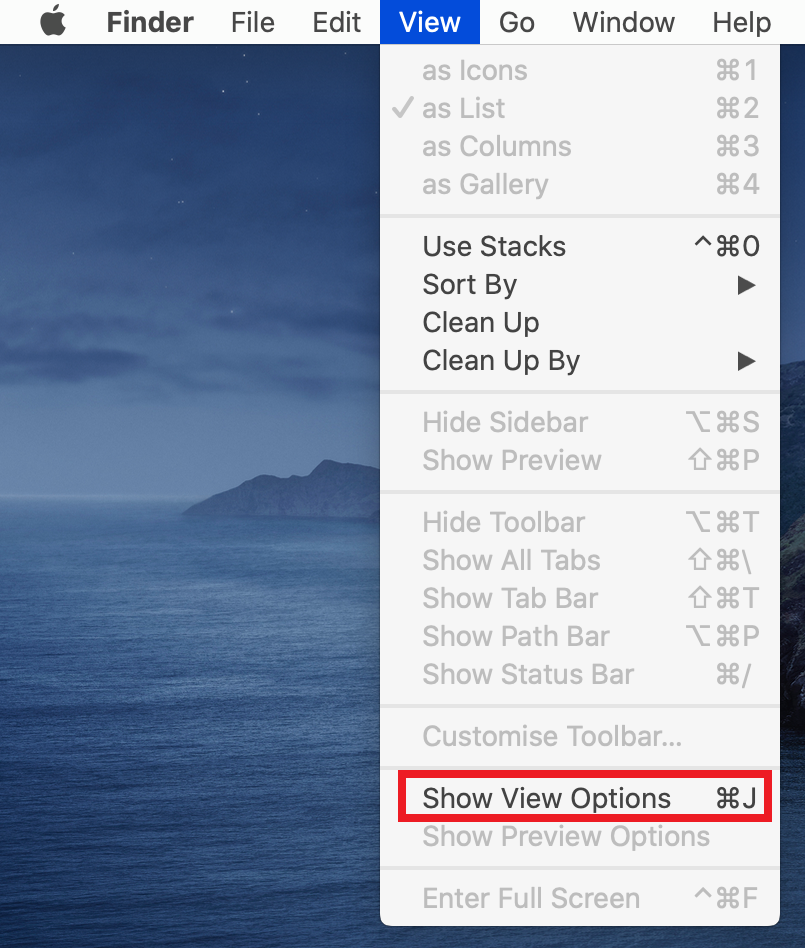 Finder File Edit View Go Window Help
as Icons ⌘1
✓ as List ⌘2
as Columns ⌘3
as Gallery ⌘4
Use Stacks ^⌘0
Sort By ▶
Clean Up
Clean Up By ▶
Hide Sidebar ⌥⌘S
Show Preview ⇧⌘P
Hide Toolbar ⌥⌘T
Show All Tabs ⇧⌘\
Show Tab Bar ⇧⌘T
Show Path Bar ⌥⌘P
Show Status Bar ⌘/
Customise Toolbar...
Show View Options ⌘J
Show Preview Options
Enter Full Screen ^⌘F